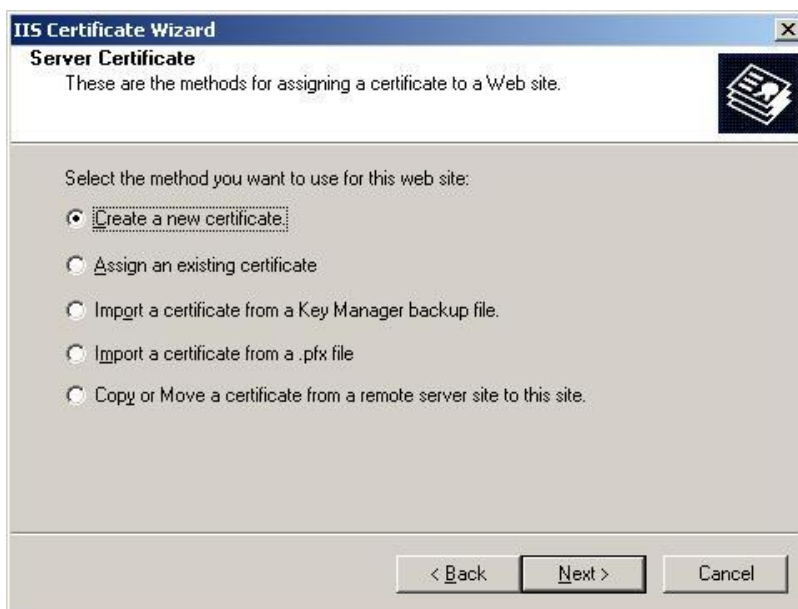 IIS Certificate Wizard
Server Certificate
These are the methods for assigning a certificate to a Web site.
Select the method you want to use for this web site:
Create a new certificate.
Assign an existing certificate
Import a certificate from a Key Manager backup file.
Import a certificate from a .pfx file
Copy or Move a certificate from a remote server site to this site.
< Back Next > Cancel